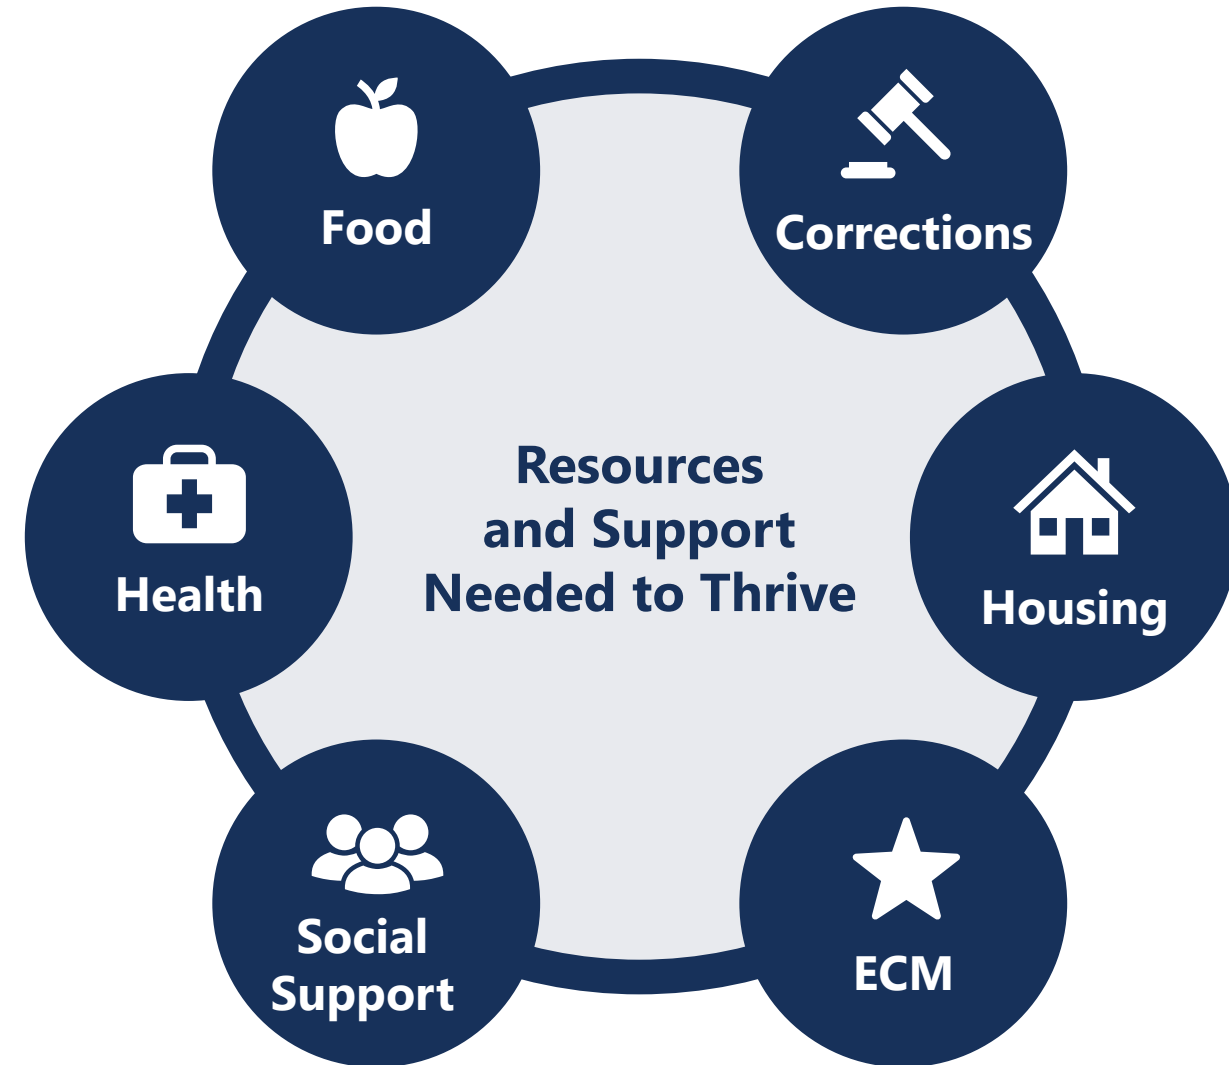 Food
Corrections
Resources
and Support
Needed to Thrive
Health
Housing
Social
Support
ECM